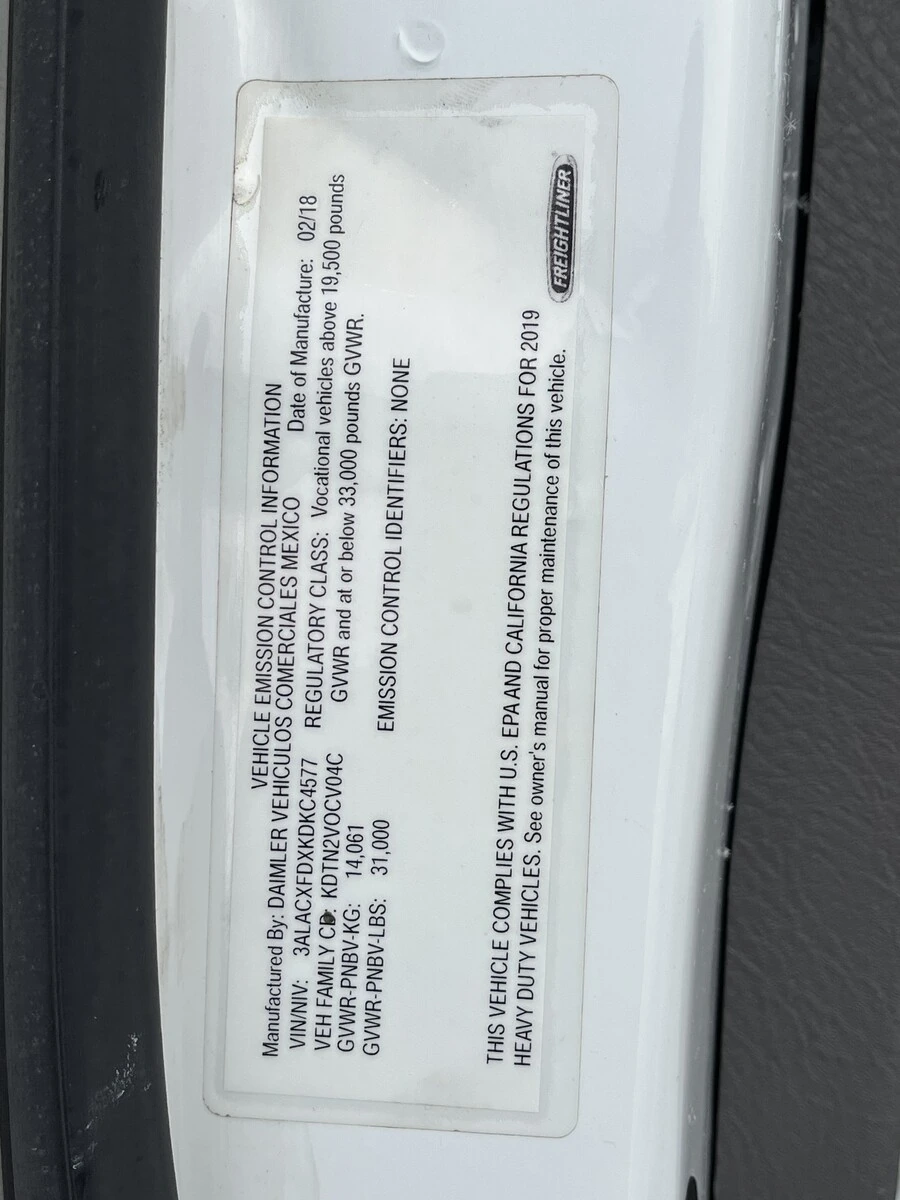 VEHICLE EMISSION CONTROL INFORMATION
Manufactured By: DAIMLER VEHICULOS COMERCIALES MEXICO Date of Manufacture: 02/18
VIN/NIV: 3ALACXFDXKDKC4577 REGULATORY CLASS: Vocational vehicles above 19,500 pounds
VEH FAMILY CD: KDTN2VOCV04C GVWR and at or below 33,000 pounds GVWR.
GVWR-PNBV-KG: 14,061
GVWR-PNBV-LBS: 31,000 EMISSION CONTROL IDENTIFIERS: NONE
THIS VEHICLE COMPLIES WITH U.S. EPA AND CALIFORNIA REGULATIONS FOR 2019
HEAVY DUTY VEHICLES. See owner's manual for proper maintenance of this vehicle.
FREIGHTLINER